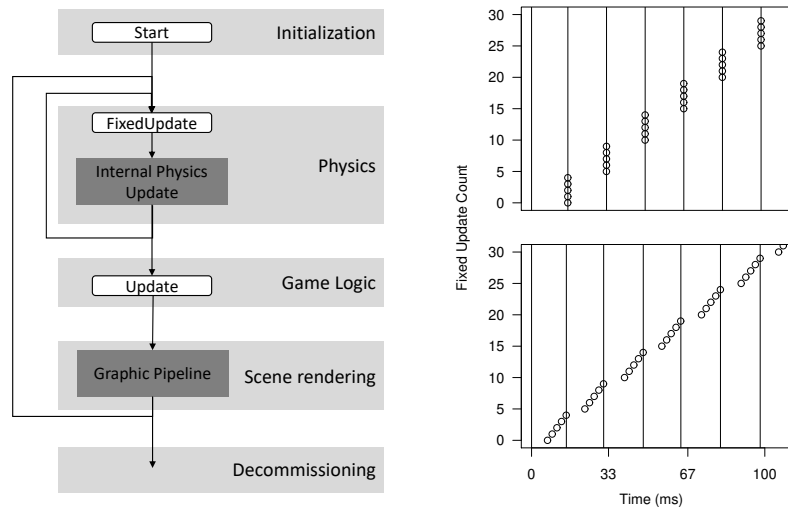 Start
Initialization
FixedUpdate
Internal Physics
Update
Physics
Update
Game Logic
Graphic Pipeline
Scene rendering
Decommissioning
Fixed Update Count
30
25
20
15
10
5
0
30
25
20
15
10
5
0
0 33 67 100
Time (ms)